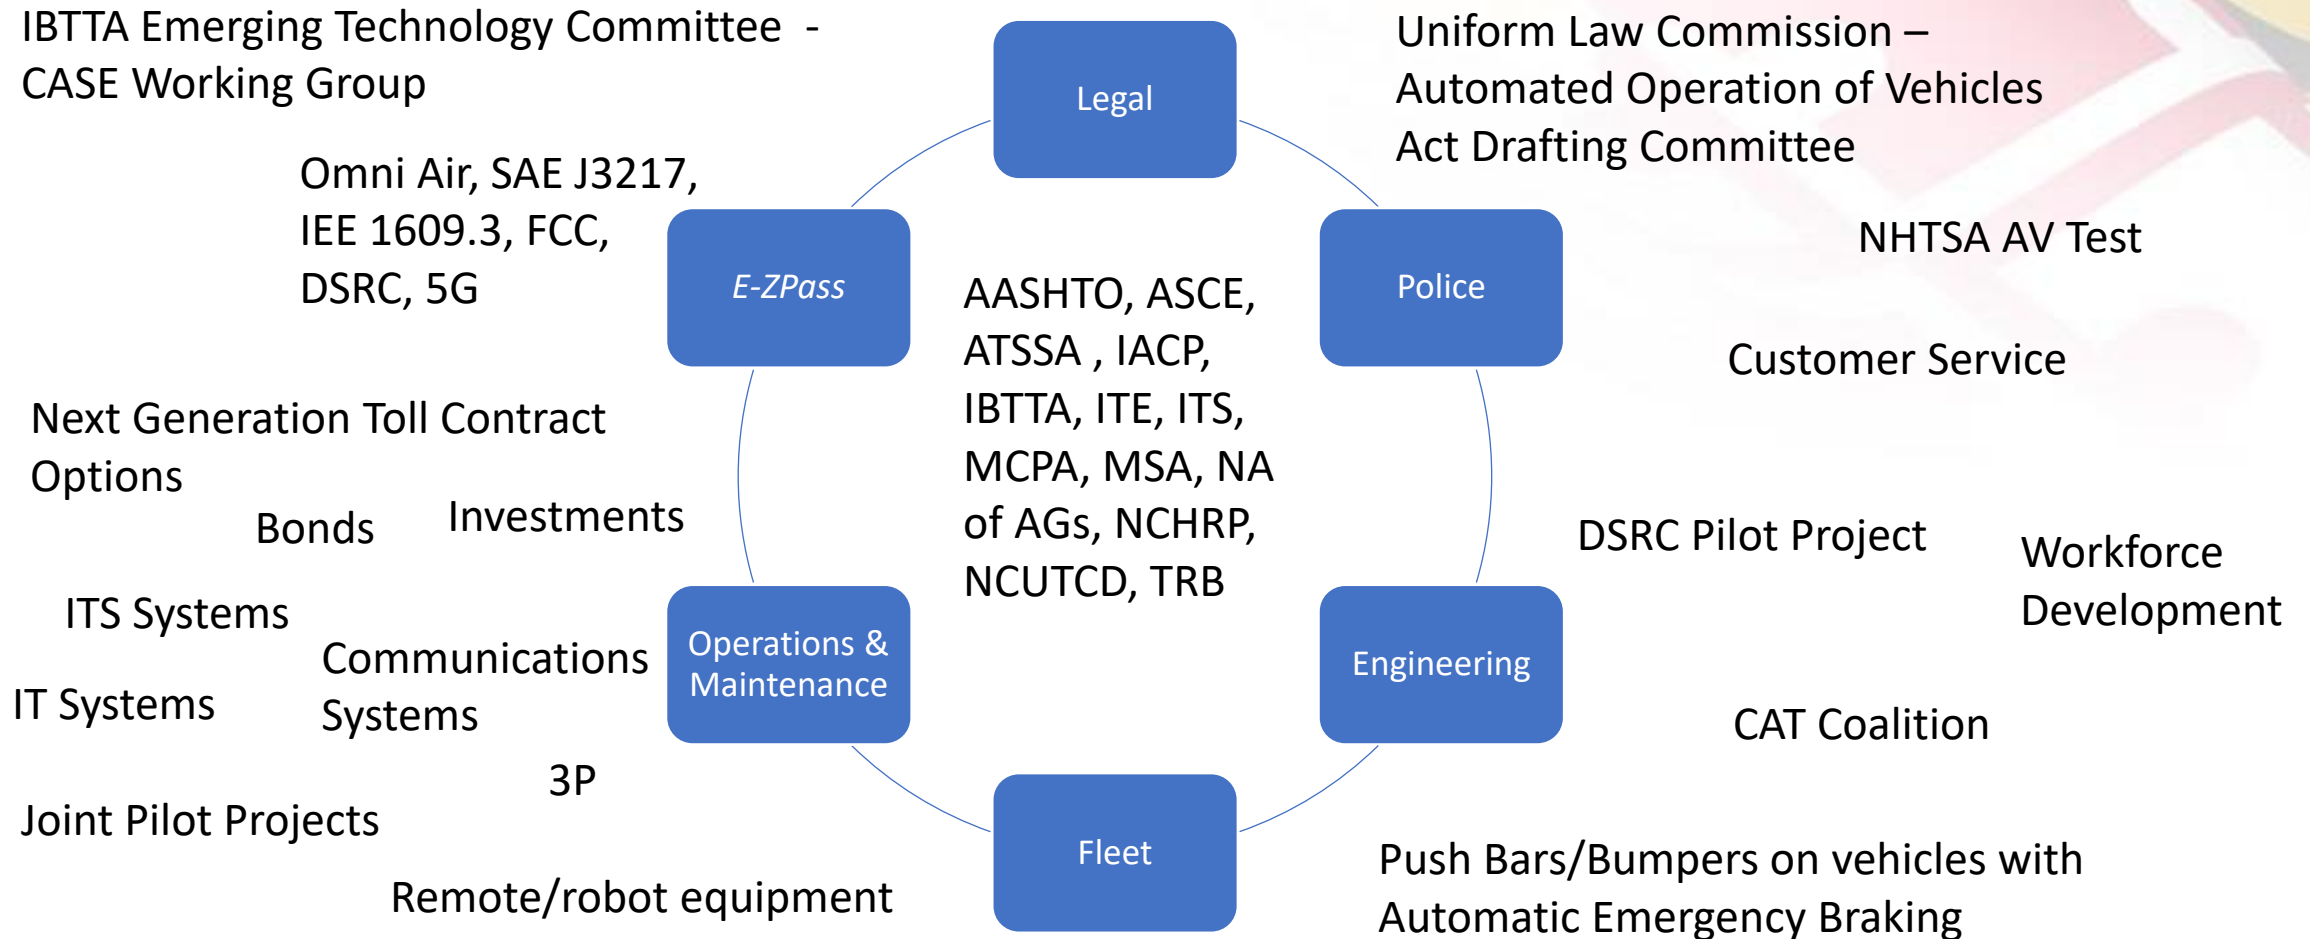 IBTTA Emerging Technology Committee -
CASE Working Group
Legal
Uniform Law Commission –
Automated Operation of Vehicles
Act Drafting Committee
Omni Air, SAE J3217,
IEE 1609.3, FCC,
DSRC, 5G
E-ZPass
Police
NHTSA AV Test
AASHTO, ASCE,
ATSSA , IACP,
IBTTA, ITE, ITS,
MCPA, MSA, NA
of AGs, NCHRP,
NCUTCD, TRB
Customer Service
Next Generation Toll Contract
Options
Bonds
Investments
DSRC Pilot Project
Workforce
Development
ITS Systems
Communications
Systems
IT Systems
Operations &
Maintenance
Engineering
CAT Coalition
3P
Joint Pilot Projects
Fleet
Remote/robot equipment
Push Bars/Bumpers on vehicles with
Automatic Emergency Braking